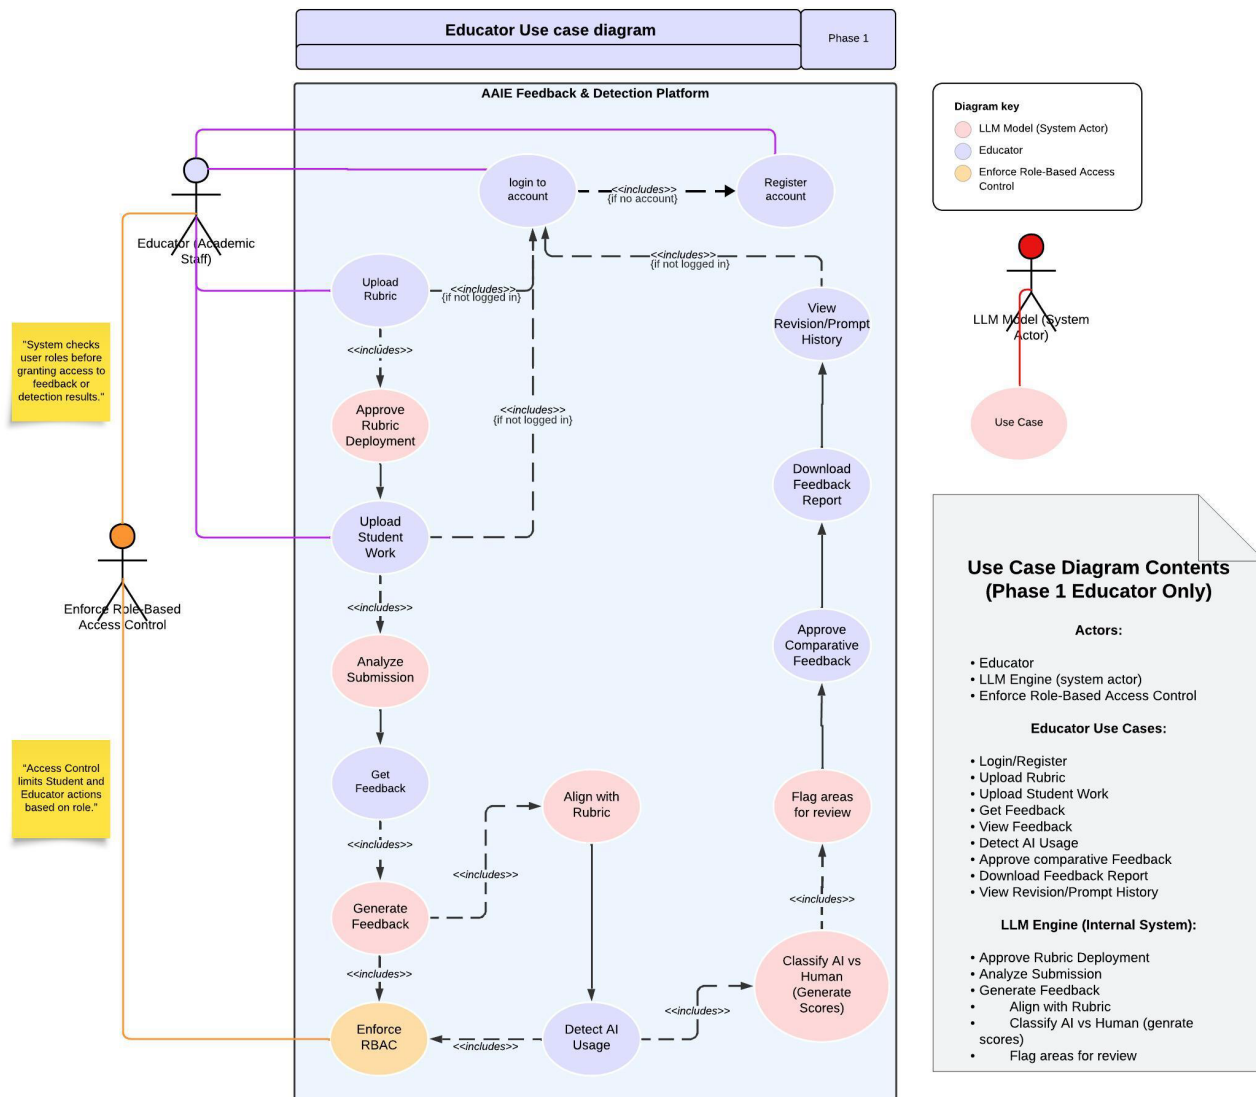 Educator Use case diagram
Phase 1
AAIE Feedback & Detection Platform
Diagram key
LLM Model (System Actor)
Educator
Enforce Role-Based Access
Control
login to
account
<<includes>>
{if no account}
Register
account
Educator (Academic
Staff)
Upload
Rubric
<<includes>>
{if not logged in}
<<includes>>
{if not logged in}
View
Revision/Prompt
History
LLM Model (System
Actor)
"System checks
user roles before
granting access to
feedback or
detection results."
<<includes>>
Approve
Rubric
Deployment
<<includes>>
{if not logged in}
Use Case
Download
Feedback
Report
Upload
Student
Work
Enforce Role-Based
Access Control
<<includes>>
Analyze
Submission
Approve
Comparative
Feedback
"Access Control
limits Student and
Educator actions
based on role."
Get
Feedback
Align with
Rubric
Flag areas
for review
<<includes>>
<<includes>>
<<includes>>
Generate
Feedback
<<includes>>
Classify AI vs
Human
(Generate
Scores)
<<includes>>
Enforce
RBAC
<<includes>>
Detect AI
Usage
Use Case Diagram Contents
(Phase 1 Educator Only)
Actors:
• Educator
• LLM Engine (system actor)
• Enforce Role-Based Access Control
Educator Use Cases:
• Login/Register
• Upload Rubric
• Upload Student Work
• Get Feedback
• View Feedback
• Detect AI Usage
• Approve comparative Feedback
• Download Feedback Report
• View Revision/Prompt History
LLM Engine (Internal System):
• Approve Rubric Deployment
• Analyze Submission
• Generate Feedback
• Align with Rubric
• Classify AI vs Human (genrate
scores)
• Flag areas for review